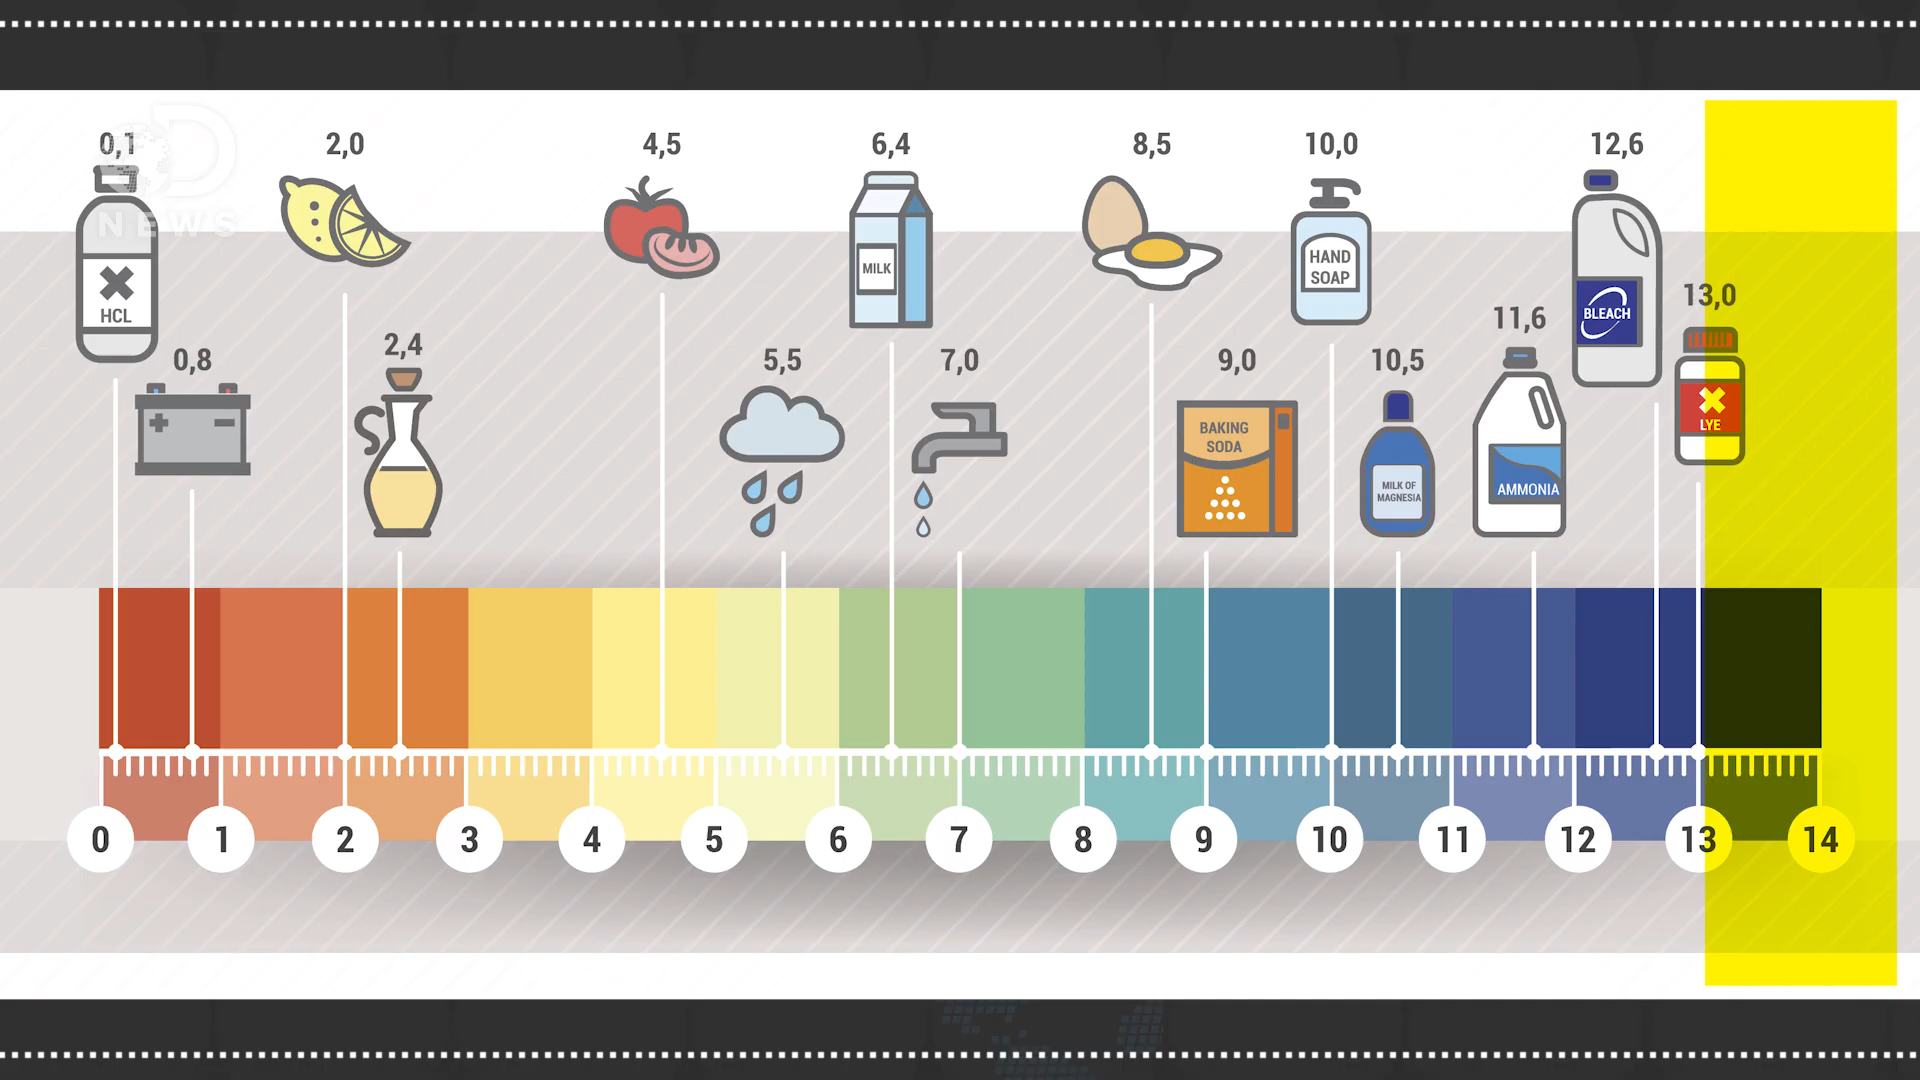 0,1
2,0
4,5
6,4
8,5
10,0
12,6
D
NEWS
HCL
MILK
HAND
SOAP
BLEACH
13,0
LYE
0,8
2,4
5,5
7,0
9,0
10,5
11,6
BAKING
SODA
MILK OF
MAGNESIA
AMMONIA
0 1 2 3 4 5 6 7 8 9 10 11 12 13 14